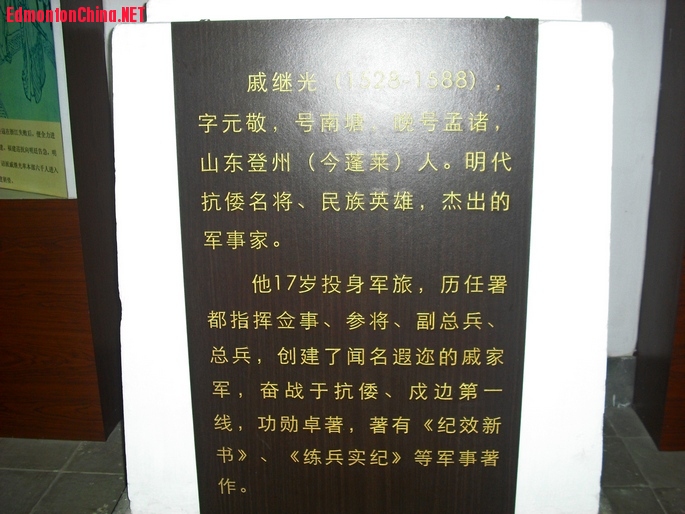 EdmontonChina.NET
戚继光（1528-1588），
字元敬，号南塘，晚号孟诸，
山东登州（今蓬莱）人。明代
抗倭名将、民族英雄，杰出的
军事家。
他17岁投身军旅，历任署
都指挥佥事、参将、副总兵、
总兵，创建了闻名遐迩的戚家
军，奋战于抗倭、戍边第一
线，功勋卓著，著有《纪效新
书》、《练兵实纪》等军事著
作。